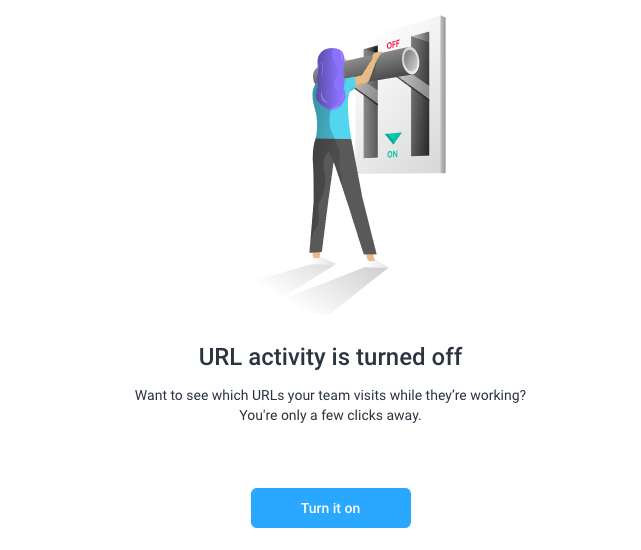 OFF
ON
URL activity is turned off
Want to see which URLs your team visits while they’re working?
You're only a few clicks away.
Turn it on